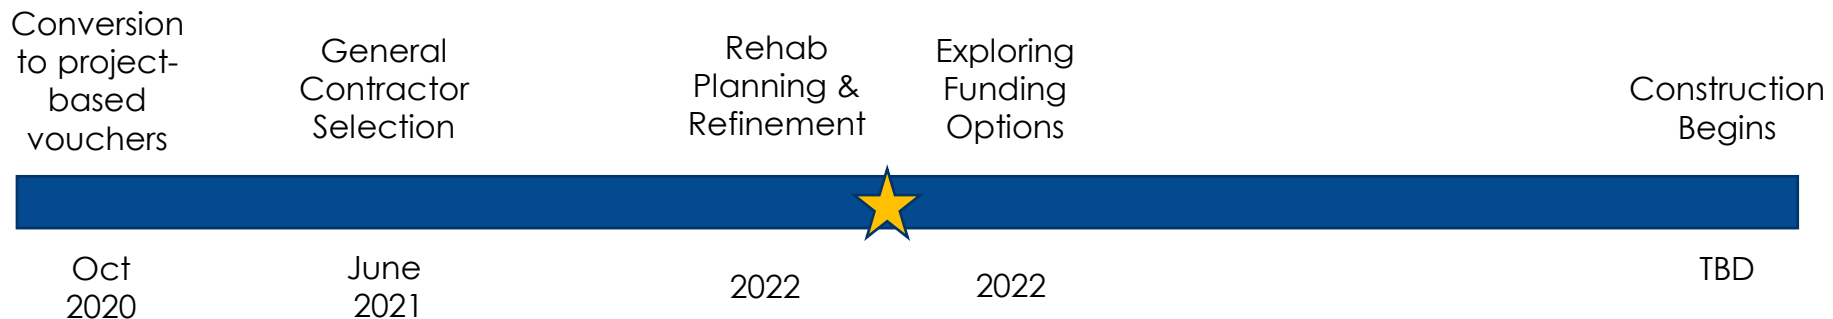 Conversion
to project-
based
vouchers
General
Contractor
Selection
Rehab
Planning &
Refinement
Exploring
Funding
Options
Construction
Begins
Oct
2020
June
2021
2022
2022
TBD